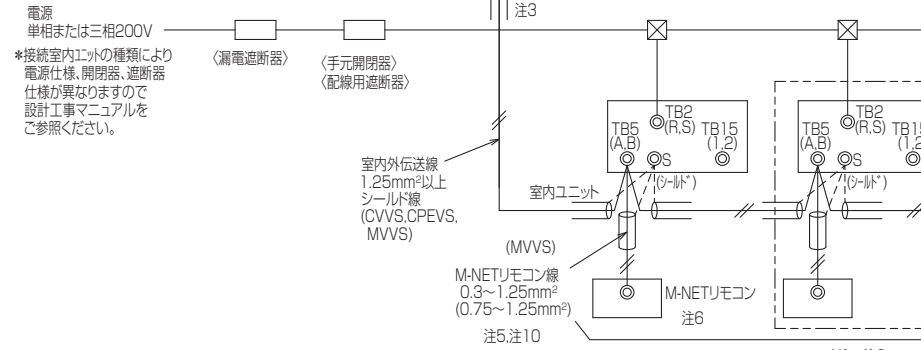 電源
単相または三相200V
*接続室内ユニットの種類により
電源仕様、開閉器、遮断器
仕様が異なりますので
設計工事マニュアルを
ご参照ください。
〈漏電遮断器〉
〈手元開閉器〉
〈配線用遮断器〉
注3
室内外伝送線
1.25mm²以上
シールド線
(CVVS,CPEVS,
MVVS)
室内ユニット
TB2
(R,S)
TB5
(A,B)
TB15
(1,2)
S
(シールド)
TB2
(R,S)
TB5
(A,B)
S
(シールド)
(MVVS)
M-NETリモコン線
0.3~1.25mm²
(0.75~1.25mm²)
注5,注10
M-NETリモコン
注6